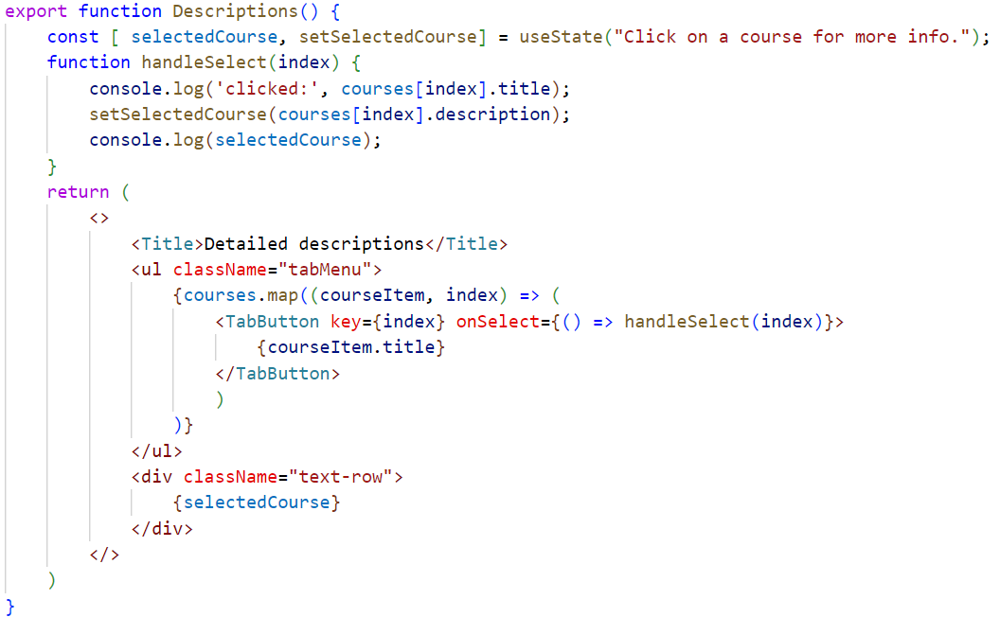 export function Descriptions() {
    const [ selectedCourse, setSelectedCourse] = useState("Click on a course for more info.");
    function handleSelect(index) {
        console.log('clicked:', courses[index].title);
        setSelectedCourse(courses[index].description);
        console.log(selectedCourse);
    }
    return (
        <>
            <Title>Detailed descriptions</Title>
            <ul className="tabMenu">
                {courses.map((courseItem, index) => (
                    <TabButton key={index} onSelect={() => handleSelect(index)}>
                        {courseItem.title}
                    </TabButton>
                    )
                )}
            </ul>
            <div className="text-row">
                {selectedCourse}
            </div>
        </>
    )
}